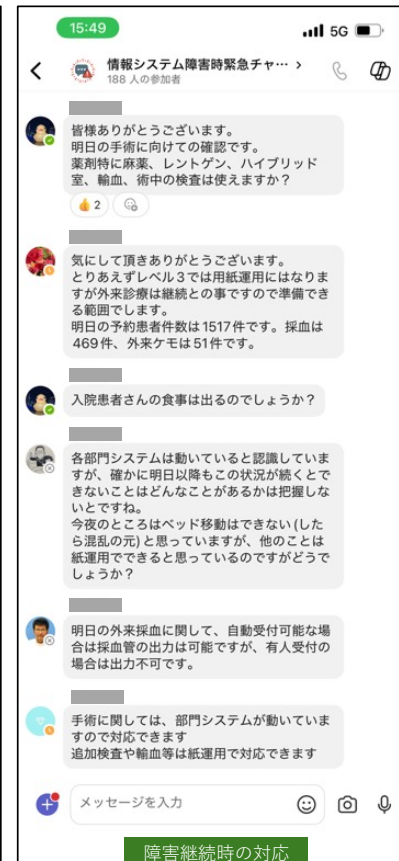 15:49
5G
情報システム障害時緊急チャ… >
188 人の参加者
皆様ありがとうございます。
明日の手術に向けての確認です。
薬剤特に麻薬、レントゲン、ハイブリッド
室、輸血、術中の検査は使えますか？
👍 2
気にして頂きありがとうございます。
とりあえずレベル３では用紙運用にはなりま
すが外来診療は継続との事ですので準備でき
る範囲でします。
明日の予約患者件数は1517件です。採血は
469件、外来ケモは51件です。
入院患者さんの食事は出るのでしょうか？
各部門システムは動いていると認識していま
すが、確かに明日以降もこの状況が続くとで
きないことはどんなことがあるかは把握しな
いとですね。
今夜のところはベッド移動はできない(した
ら混乱の元)と思っていますが、他のことは
紙運用でできると思っているのですがどうで
しょうか？
明日の外来採血に関して、自動受付可能な場
合は採血管の出力は可能ですが、有人受付の
場合は出力不可です。
手術に関しては、部門システムが動いていま
すので対応できます
追加検査や輸血等は紙運用で対応できます
メッセージを入力
障害継続時の対応